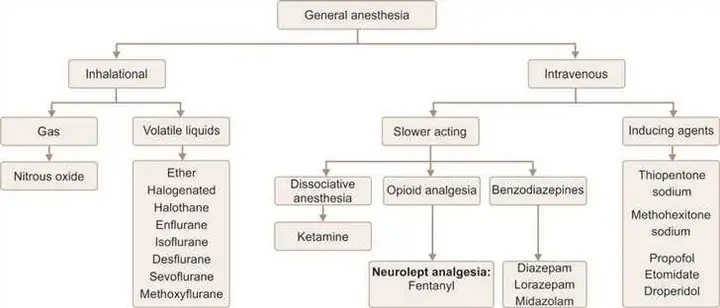 General anesthesia
Inhalational
Intravenous
Gas
Volatile liquids
Slower acting
Inducing agents
Nitrous oxide
Ether
Halogenated
Halothane
Enflurane
Isoflurane
Desflurane
Sevoflurane
Methoxyflurane
Dissociative
anesthesia
Opioid analgesia
Benzodiazepines
Ketamine
Neurolept analgesia:
Fentanyl
Diazepam
Lorazepam
Midazolam
Thiopentone
sodium
Methohexitone
sodium
Propofol
Etomidate
Droperidol